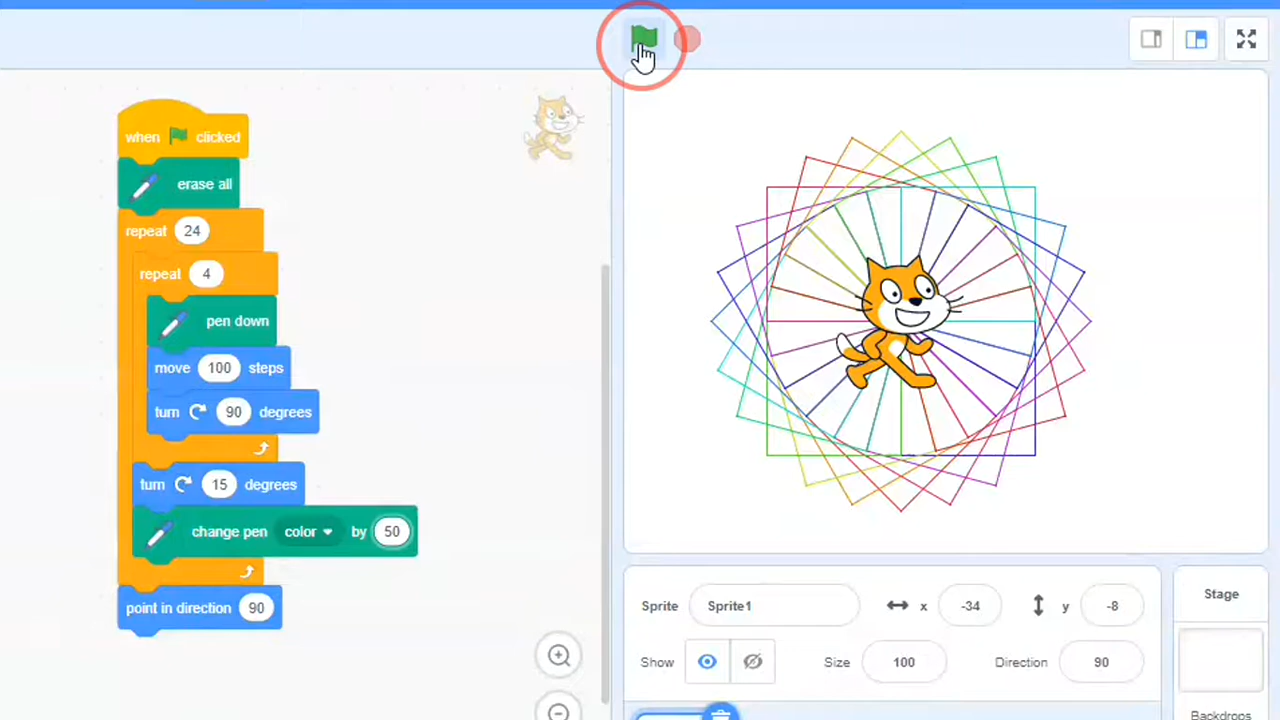 when clicked
erase all
repeat 24
repeat 4
pen down
move 100 steps
turn 90 degrees
turn 15 degrees
change pen color by 50
point in direction 90
Sprite Sprite1 x -34 y -8
Show Size 100 Direction 90
Stage
Backdrops